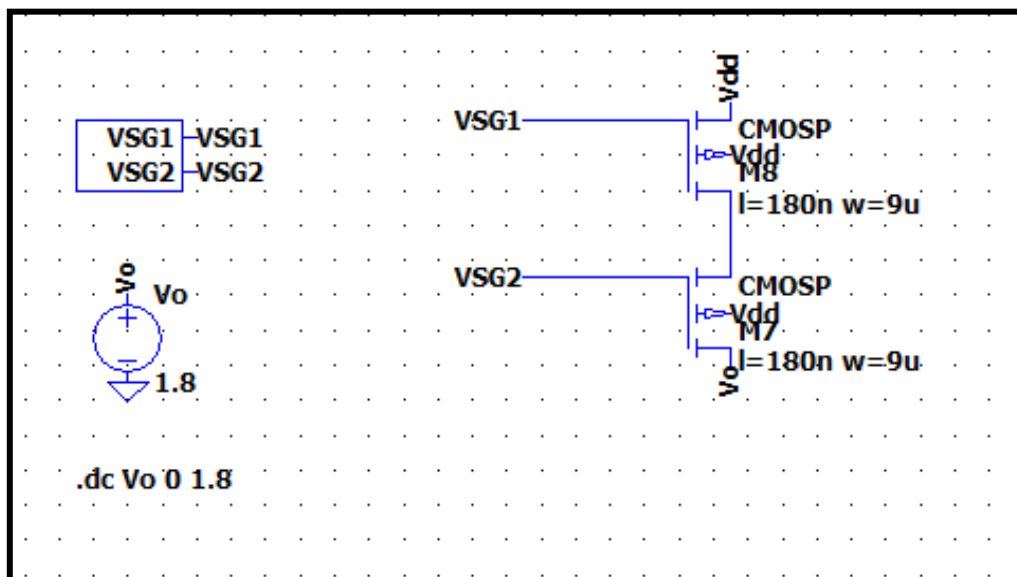 VSG1 VSG1
VSG2 VSG2
Vo
Vo
1.8
.dc Vo 0 1.8
Vdd
VSG1
CMOSP
Vdd
M8
l=180n w=9u
VSG2
CMOSP
Vdd
M7
l=180n w=9u
Vo